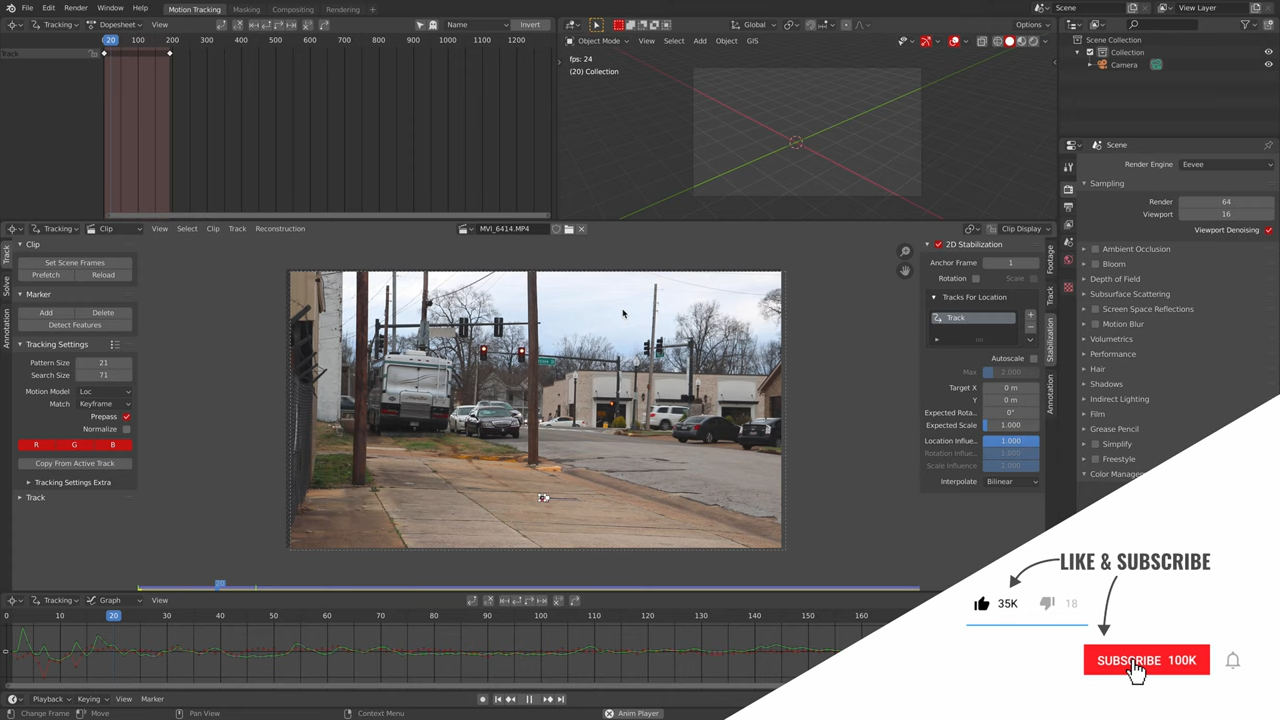 File Edit Render Window Help Motion Tracking Masking Compositing Rendering Scene View Layer
Tracking Dopesheet View Name Invert Global Options
20 100 200 300 400 500 600 700 800 900 1000 1100 1200
Track
Object Mode View Select Add Object GIS
fps: 24
(20) Collection
Scene Collection
Collection
Camera
Scene
Render Engine Eevee
Sampling
Render 64
Viewport 16
Viewport Denoising
Ambient Occlusion
Bloom
Depth of Field
Subsurface Scattering
Screen Space Reflections
Motion Blur
Volumetrics
Performance
Hair
Shadows
Indirect Lighting
Film
Grease Pencil
Simplify
Freestyle
Color Manage
Tracking Clip View Select Clip Track Reconstruction MVI_6414.MP4 Clip Display
Track
Solve
Annotation
Clip
Set Scene Frames
Prefetch Reload
Marker
Add Delete
Detect Features
Tracking Settings
Pattern Size 21
Search Size 71
Motion Model Loc
Match Keyframe
Prepass
Normalize
R G B
Copy From Active Track
Tracking Settings Extra
Track
2D Stabilization
Anchor Frame 1
Rotation Scale
Tracks For Location
Track
Autoscale
Max 2.000
Target X 0 m
Y 0 m
Expected Rota.. 0°
Expected Scale 1.000
Location Influe.. 1.000
Rotation Influe.. 1.000
Scale Influence 1.000
Interpolate Bilinear
Footage
Track
Stabilization
Annotation
Tracking Graph View
0 10 20 30 40 50 60 70 80 90 100 110 120 130 140 150 160
0
Playback Keying View Marker
Change Frame Move Pan View Context Menu Anim Player
LIKE & SUBSCRIBE
35K 18
SUBSCRIBE 100K